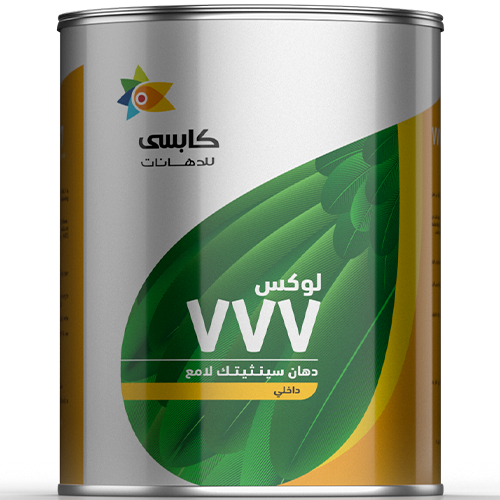 كابسى
للدهانات
لوكس
٧٧٧
دهان سينثيتك لامع
داخلي